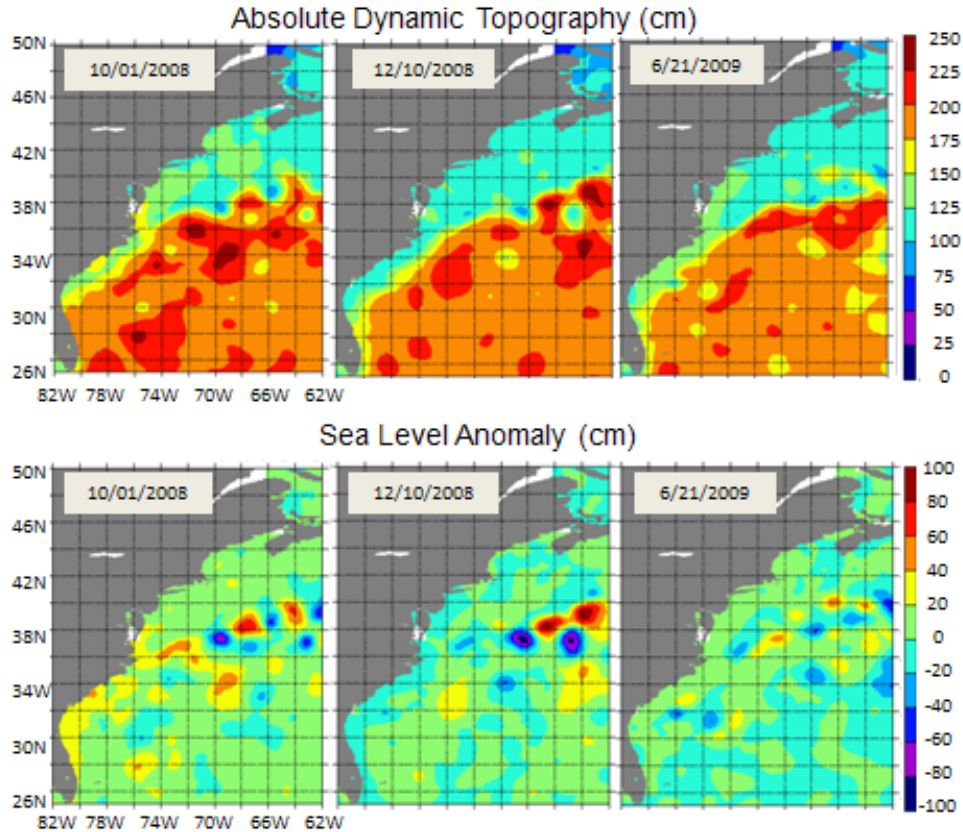 Absolute Dynamic Topography (cm)
50N
10/01/2008
12/10/2008
6/21/2009
250
46N
225
200
42N
175
150
38N
125
100
34W
75
30N
50
25
26N
0
82W 78W 74W 70W 66W 62W
Sea Level Anomaly (cm)
50N
10/01/2008
12/10/2008
6/21/2009
100
46N
80
60
42N
40
20
38N
0
-20
34W
-40
30N
-60
-80
26N
-100
82W 78W 74W 70W 66W 62W